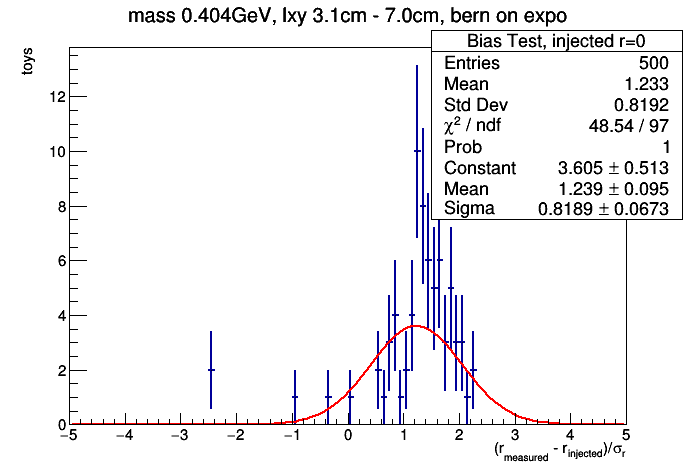 mass 0.404GeV, lxy 3.1cm - 7.0cm, bern on expo
toys
Bias Test, injected r=0
Entries 500
Mean 1.233
Std Dev 0.8192
χ² / ndf 48.54 / 97
Prob 1
Constant 3.605 ± 0.513
Mean 1.239 ± 0.095
Sigma 0.8189 ± 0.0673
12
10
8
6
4
2
0
−5 −4 −3 −2 −1 0 1 2 3 4 5
(r_measured - r_injected)/σ_r